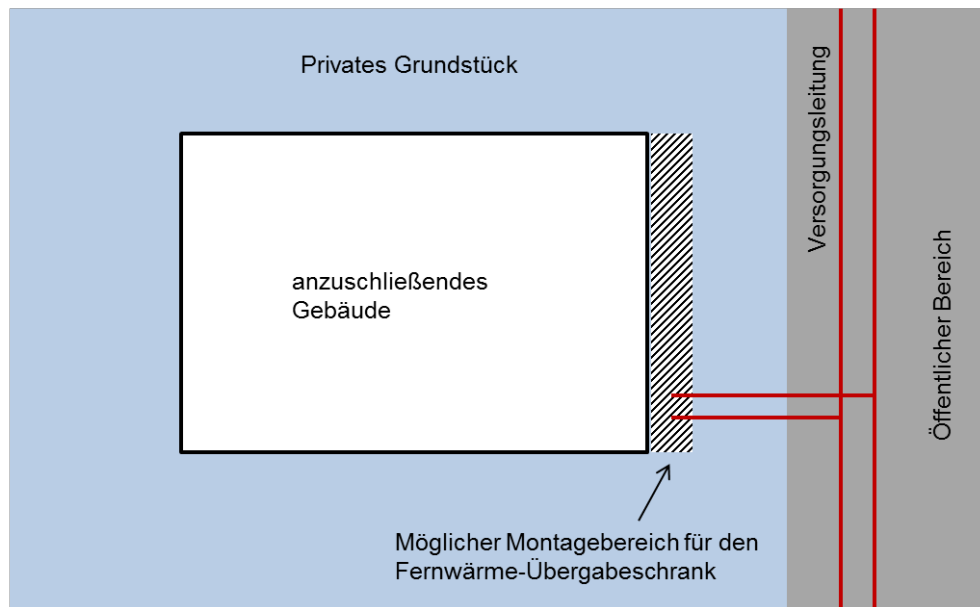 Privates Grundstück
Versorgungsleitung
Öffentlicher Bereich
anzuschließendes
Gebäude
Möglicher Montagebereich für den
Fernwärme-Übergabeschrank